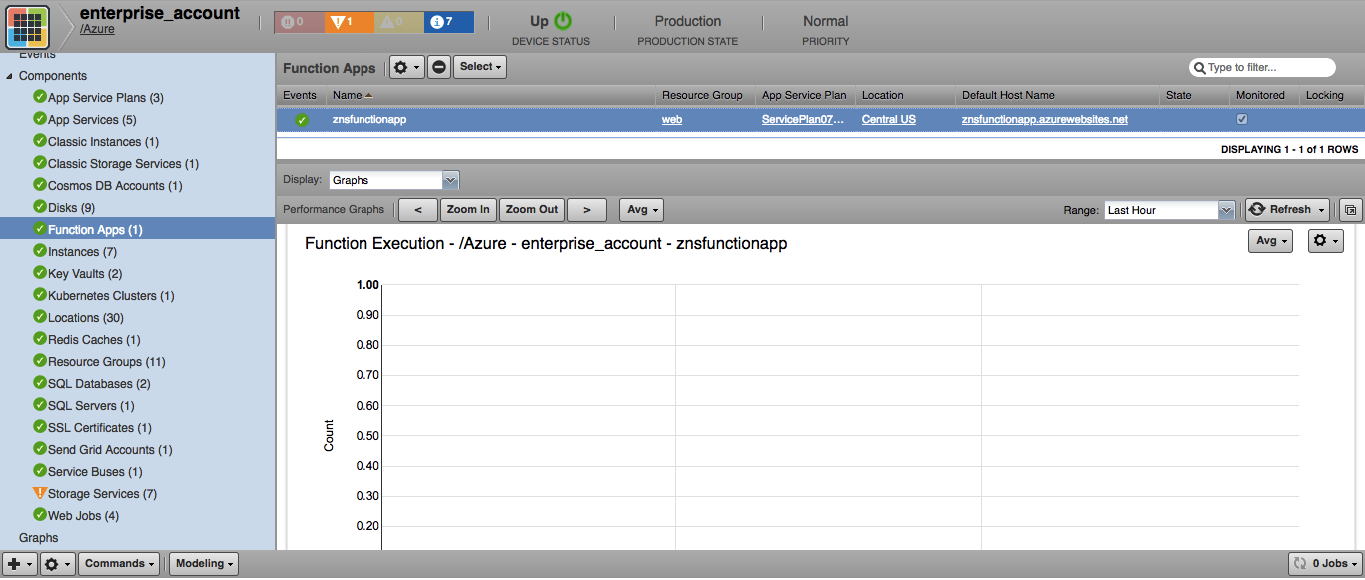 enterprise_account
/Azure
0 1 0 7
Up
DEVICE STATUS
Production
PRODUCTION STATE
Normal
PRIORITY
Events
Components
App Service Plans (3)
App Services (5)
Classic Instances (1)
Classic Storage Services (1)
Cosmos DB Accounts (1)
Disks (9)
Function Apps (1)
Instances (7)
Key Vaults (2)
Kubernetes Clusters (1)
Locations (30)
Redis Caches (1)
Resource Groups (11)
SQL Databases (2)
SQL Servers (1)
SSL Certificates (1)
Send Grid Accounts (1)
Service Buses (1)
Storage Services (7)
Web Jobs (4)
Graphs
Function Apps Select Type to filter...
Events Name Resource Group App Service Plan Location Default Host Name State Monitored Locking
znsfunctionapp web ServicePlan07... Central US znsfunctionapp.azurewebsites.net
DISPLAYING 1 - 1 of 1 ROWS
Display: Graphs
Performance Graphs < Zoom In Zoom Out > Avg Range: Last Hour Refresh
Function Execution - /Azure - enterprise_account - znsfunctionapp Avg
1.00
0.90
0.80
0.70
0.60
0.50
0.40
0.30
0.20
Count
Commands Modeling 0 Jobs